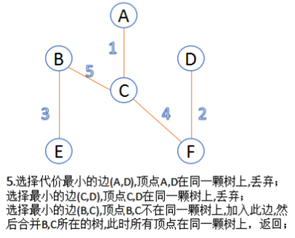 A
1
B
D
5
C
3
4
2
E
F
5.选择代价最小的边(A,D),顶点A,D在同一颗树上,丢弃;
选择最小的边(C,D),顶点C,D在同一颗树上,丢弃;
选择最小的边(B,C),顶点B,C不在同一颗树上,加入此边,然
后合并B,C所在的树,此时所有顶点在同一颗树上，返回;